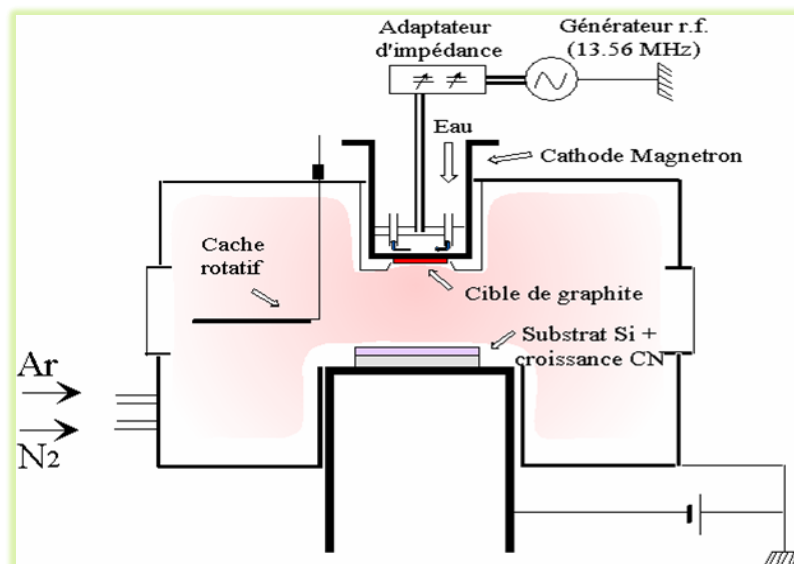 Adaptateur
d'impédance
Générateur r.f.
(13.56 MHz)
Eau
Cathode Magnetron
Cache
rotatif
Cible de graphite
Substrat Si +
croissance CN
Ar
N2